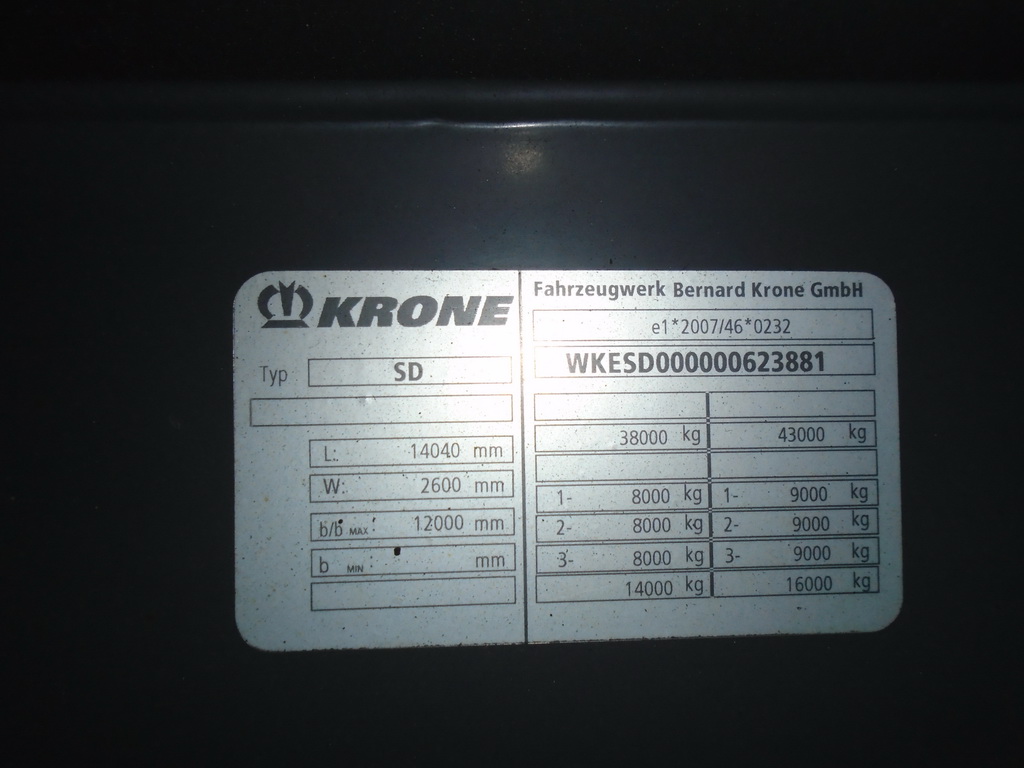 KRONE
Typ SD
L: 14040 mm
W: 2600 mm
b/b MAX: 12000 mm
b MIN mm
Fahrzeugwerk Bernard Krone GmbH
e1*2007/46*0232
WKESD000000623881
38000 kg 43000 kg
1- 8000 kg 1- 9000 kg
2- 8000 kg 2- 9000 kg
3- 8000 kg 3- 9000 kg
14000 kg 16000 kg